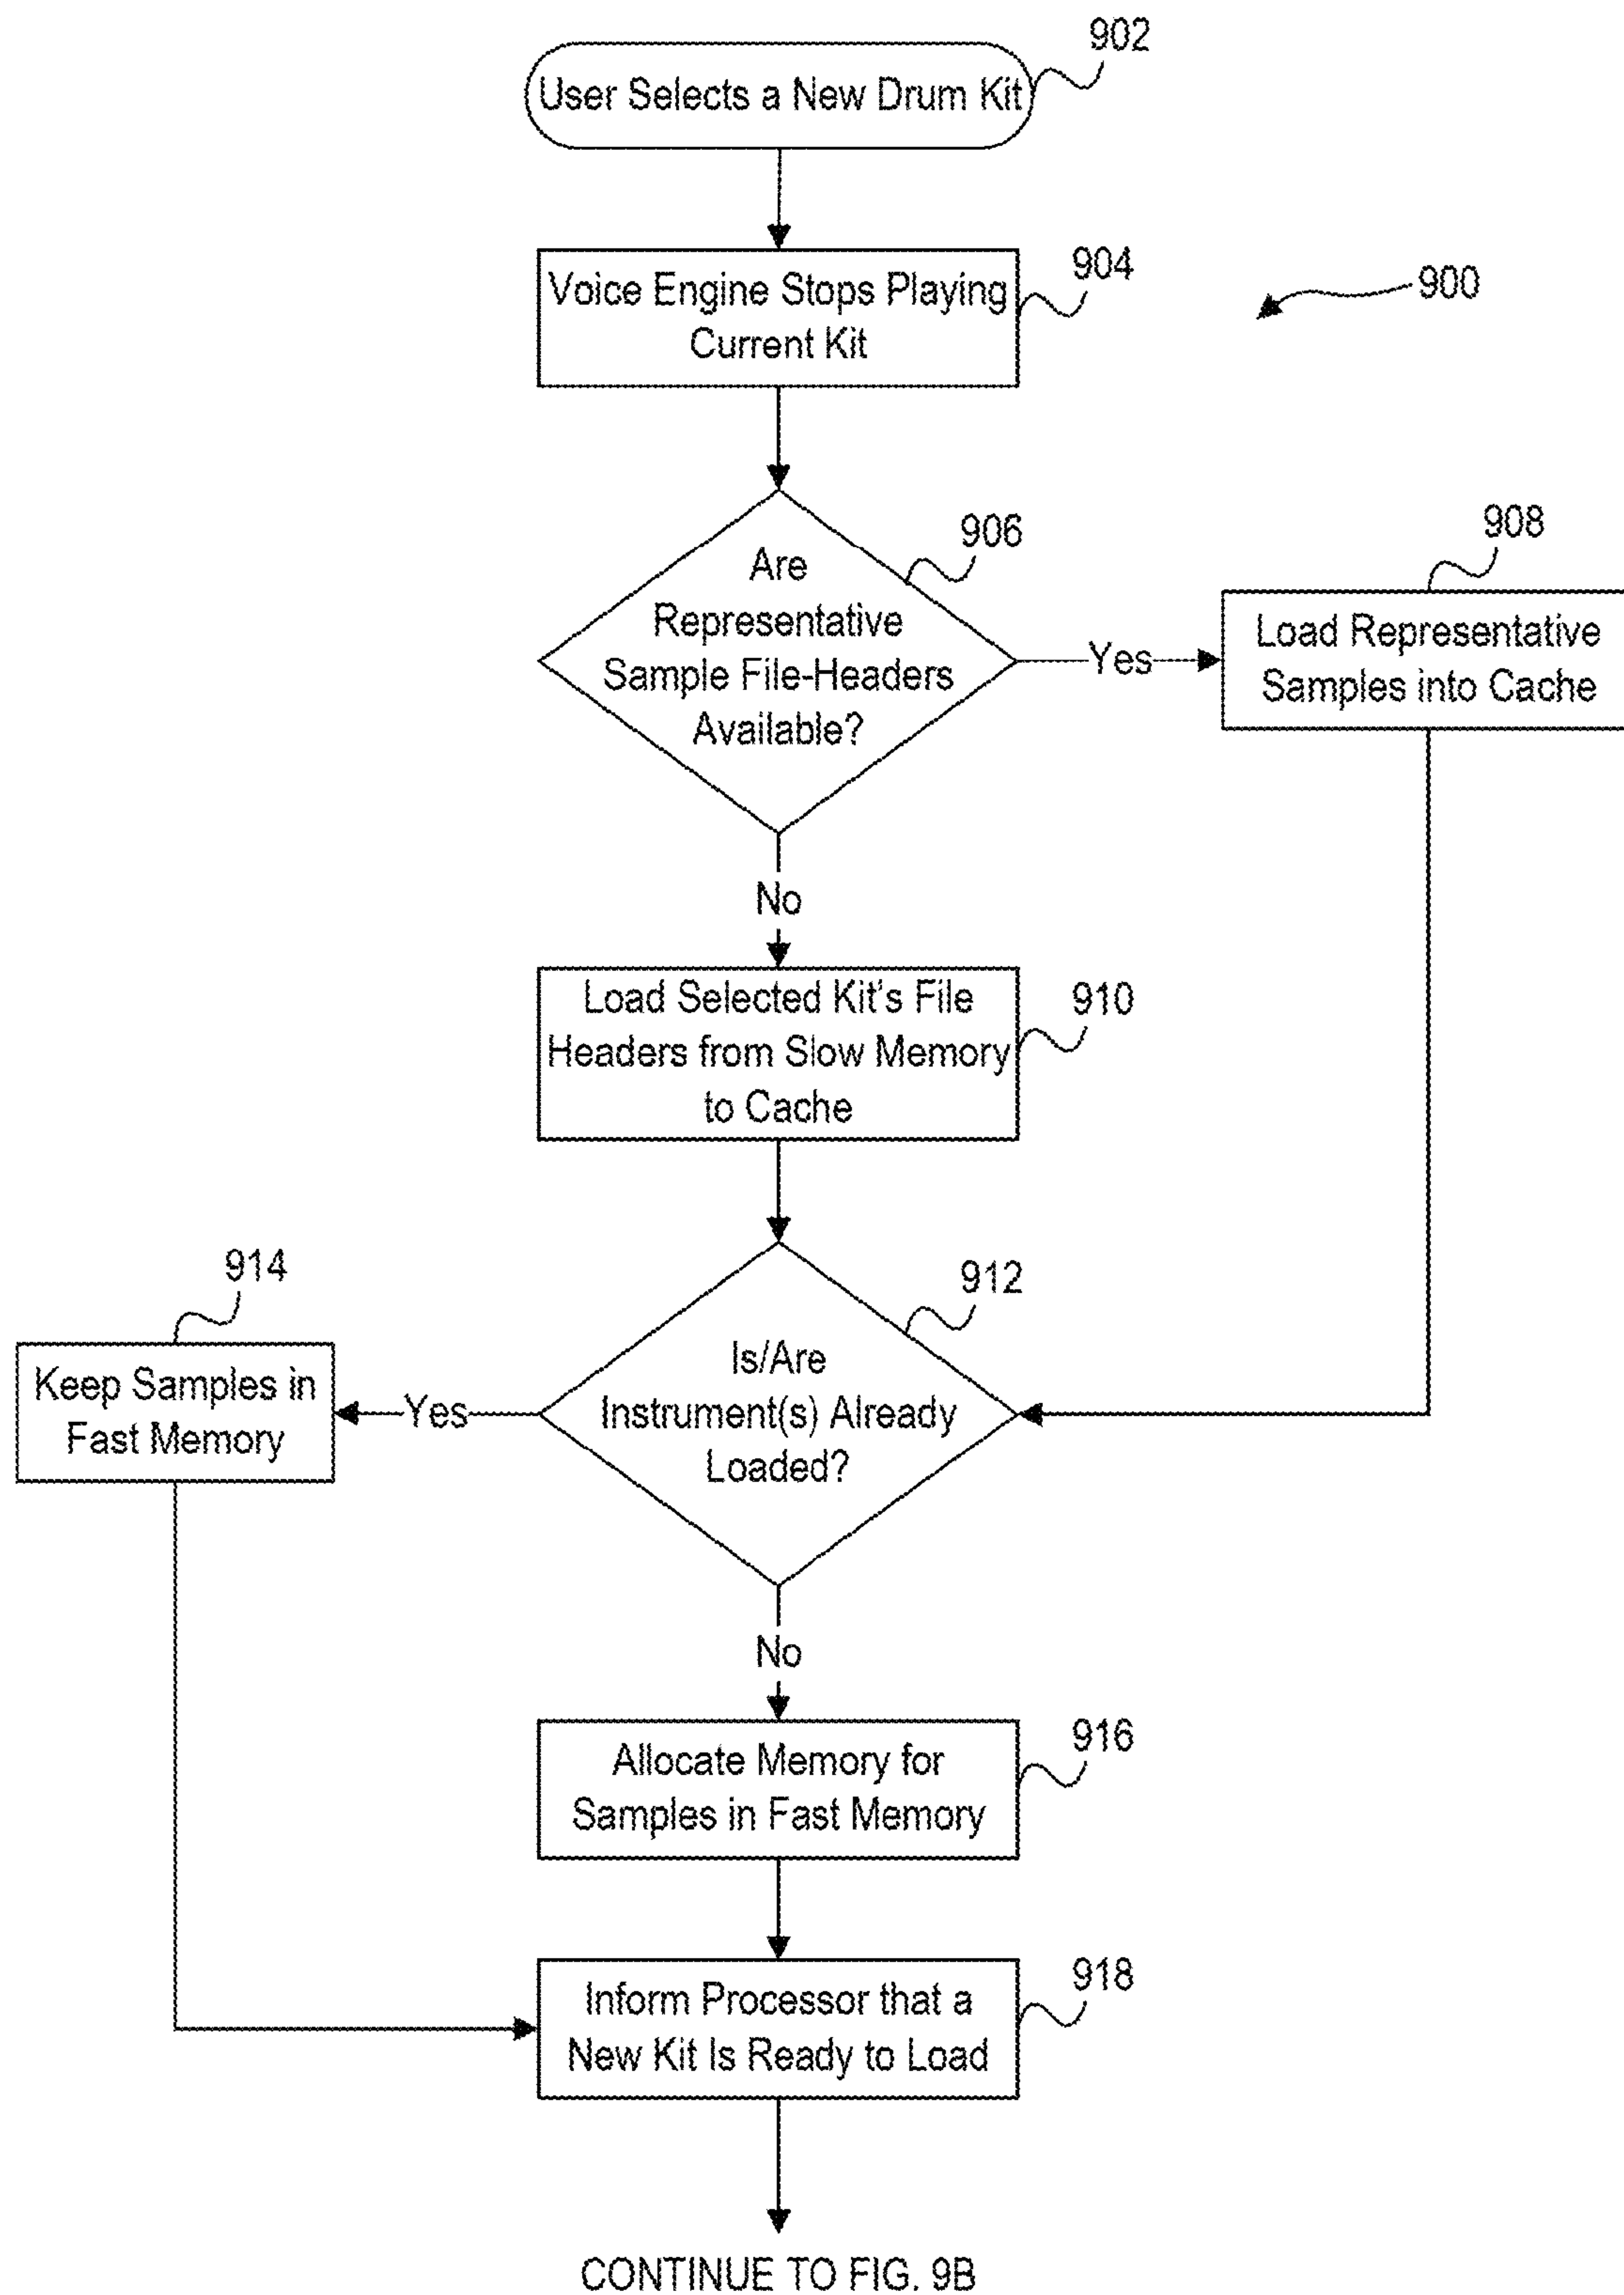 902
User Selects a New Drum Kit
904
Voice Engine Stops Playing
Current Kit
900
906
Are
Representative
Sample File-Headers
Available?
Yes
908
Load Representative
Samples into Cache
No
910
Load Selected Kit's File
Headers from Slow Memory
to Cache
912
Is/Are
Instrument(s) Already
Loaded?
Yes
914
Keep Samples in
Fast Memory
No
916
Allocate Memory for
Samples in Fast Memory
918
Inform Processor that a
New Kit Is Ready to Load
CONTINUE TO FIG. 9B